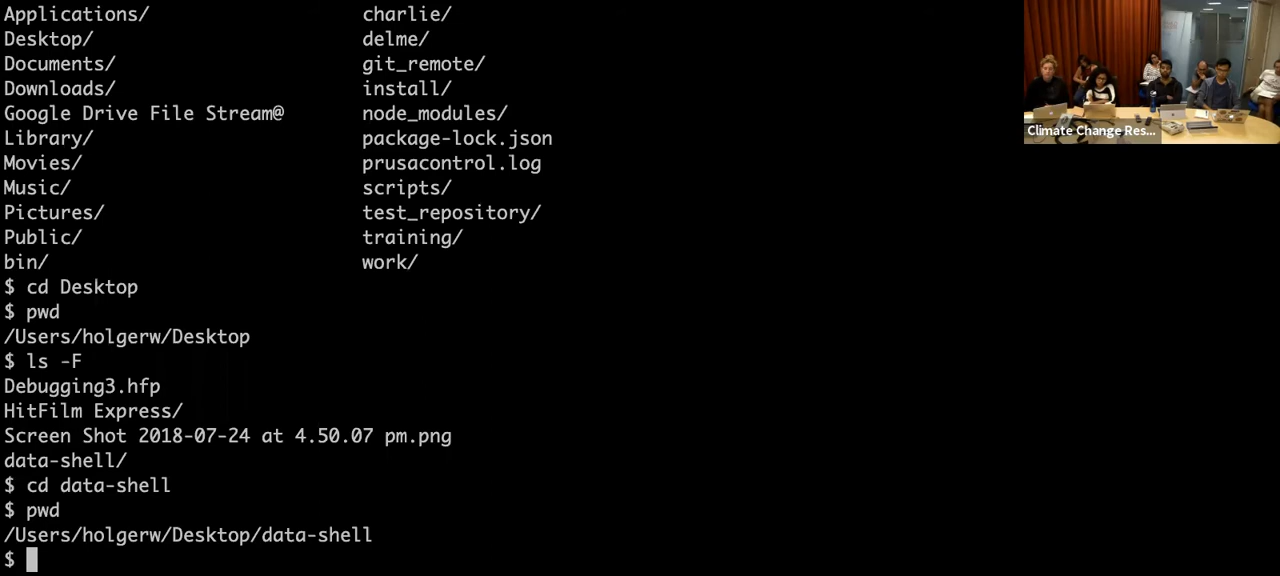 Applications/ charlie/
Desktop/ delme/
Documents/ git_remote/
Downloads/ install/
Google Drive File Stream@ node_modules/
Library/ package-lock.json
Movies/ prusacontrol.log
Music/ scripts/
Pictures/ test_repository/
Public/ training/
bin/ work/
$ cd Desktop
$ pwd
/Users/holgerw/Desktop
$ ls -F
Debugging3.hfp
HitFilm Express/
Screen Shot 2018-07-24 at 4.50.07 pm.png
data-shell/
$ cd data-shell
$ pwd
/Users/holgerw/Desktop/data-shell
$
Climate Change Res...